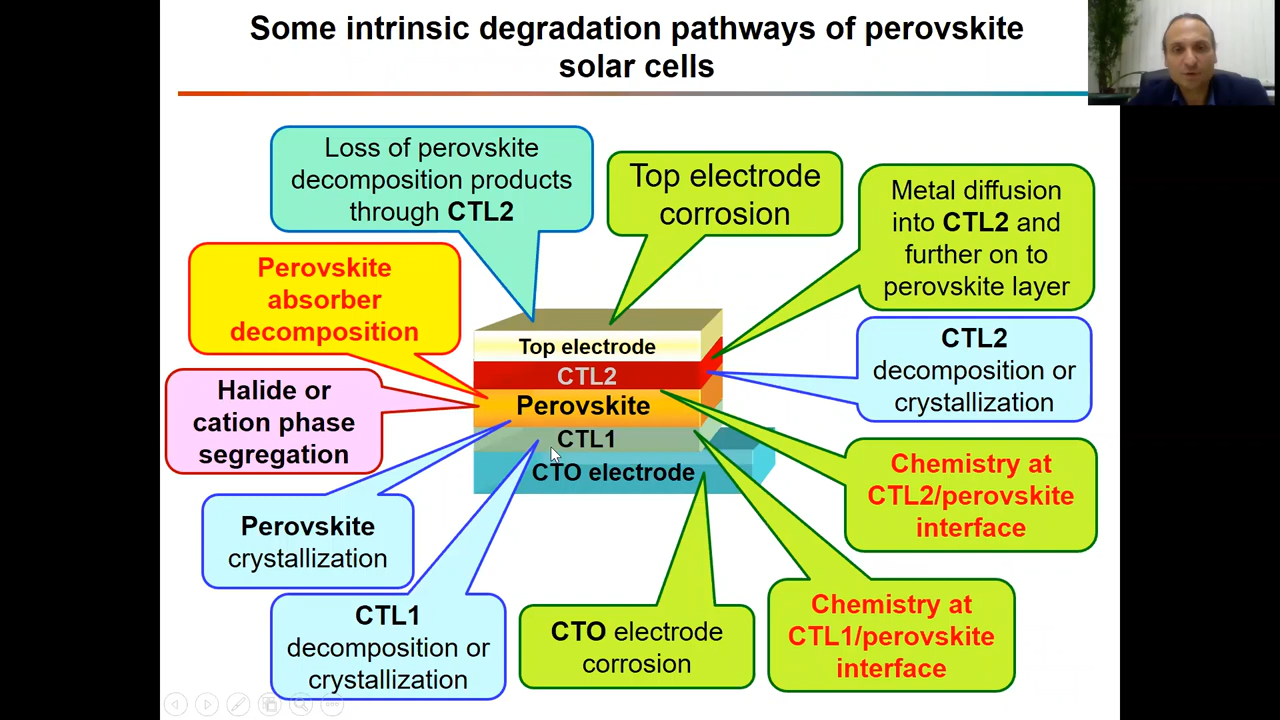 Some intrinsic degradation pathways of perovskite
solar cells
Loss of perovskite
decomposition products
through CTL2
Top electrode
corrosion
Metal diffusion
into CTL2 and
further on to
perovskite layer
Perovskite
absorber
decomposition
CTL2
decomposition or
crystallization
Halide or
cation phase
segregation
Top electrode
CTL2
Perovskite
CTL1
CTO electrode
Chemistry at
CTL2/perovskite
interface
Perovskite
crystallization
CTL1
decomposition or
crystallization
CTO electrode
corrosion
Chemistry at
CTL1/perovskite
interface